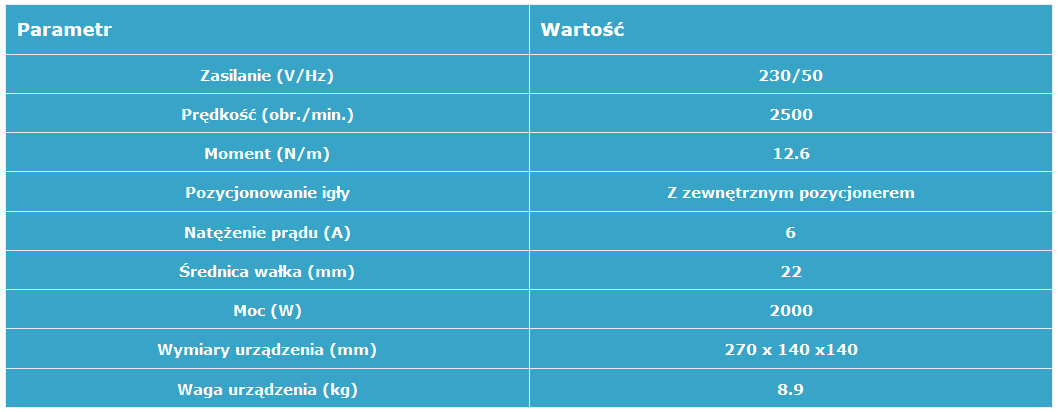 Parametr Wartość
Zasilanie (V/Hz) 230/50
Prędkość (obr./min.) 2500
Moment (N/m) 12.6
Pozycjonowanie igły Z zewnętrznym pozycjonerem
Natężenie prądu (A) 6
Średnica wałka (mm) 22
Moc (W) 2000
Wymiary urządzenia (mm) 270 x 140 x140
Waga urządzenia (kg) 8.9